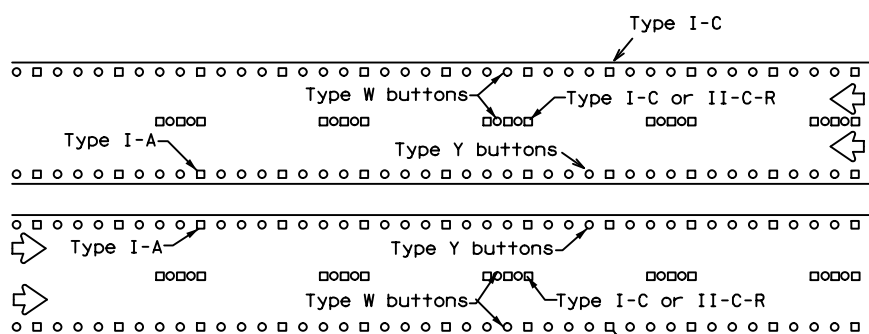 Type I-C
Type W buttons
Type I-C or II-C-R
Type I-A
Type Y buttons
Type I-A
Type Y buttons
Type W buttons
Type I-C or II-C-R